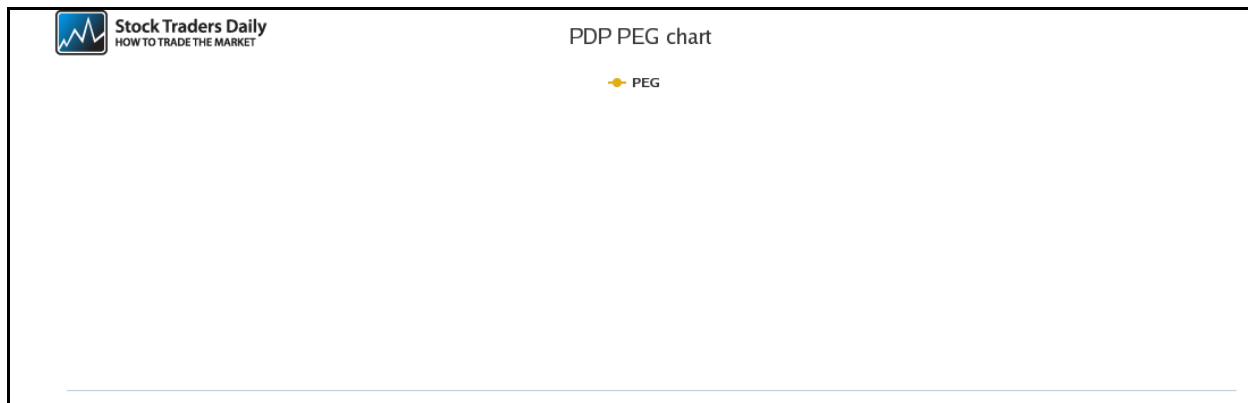 Stock Traders Daily
HOW TO TRADE THE MARKET
PDP PEG chart
PEG